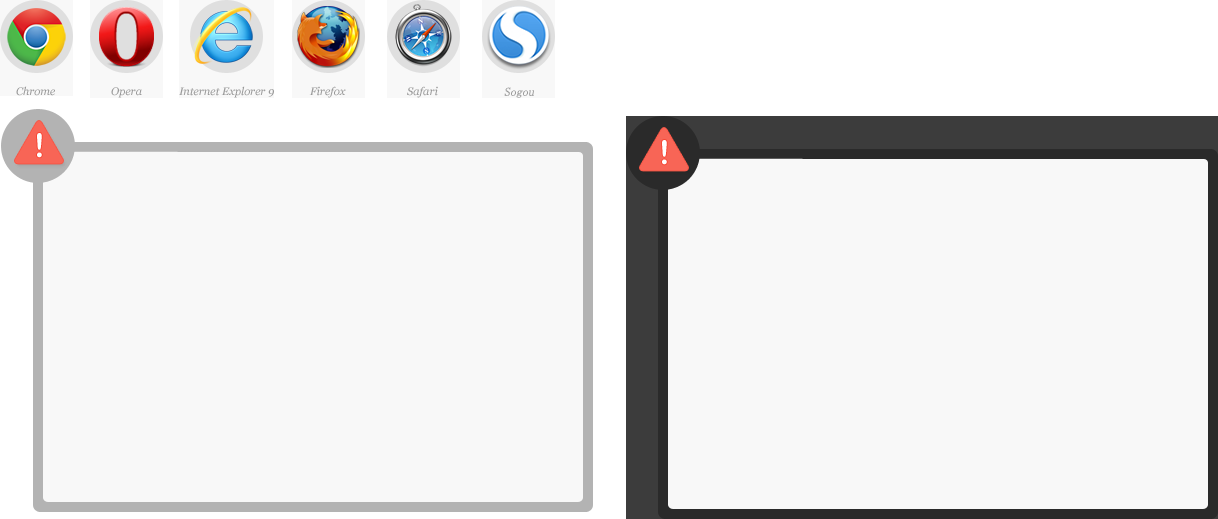 Chrome
Opera
Internet Explorer 9
Firefox
Safari
Sogou